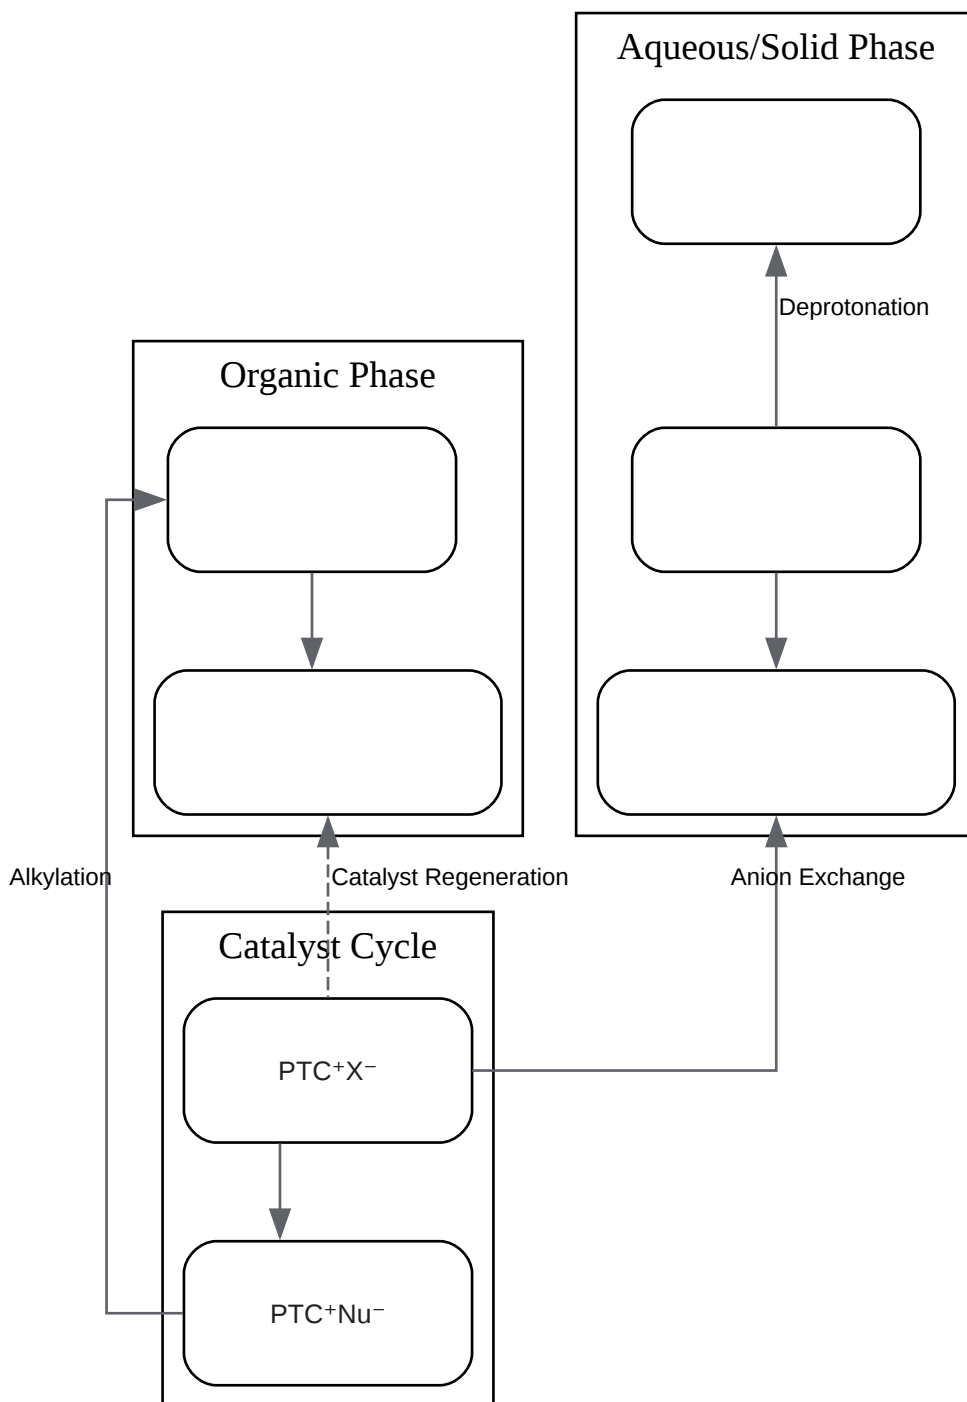 Aqueous/Solid Phase
Deprotonation
Organic Phase
Alkylation
Catalyst Regeneration
Anion Exchange
Catalyst Cycle
PTC⁺X⁻
PTC⁺Nu⁻